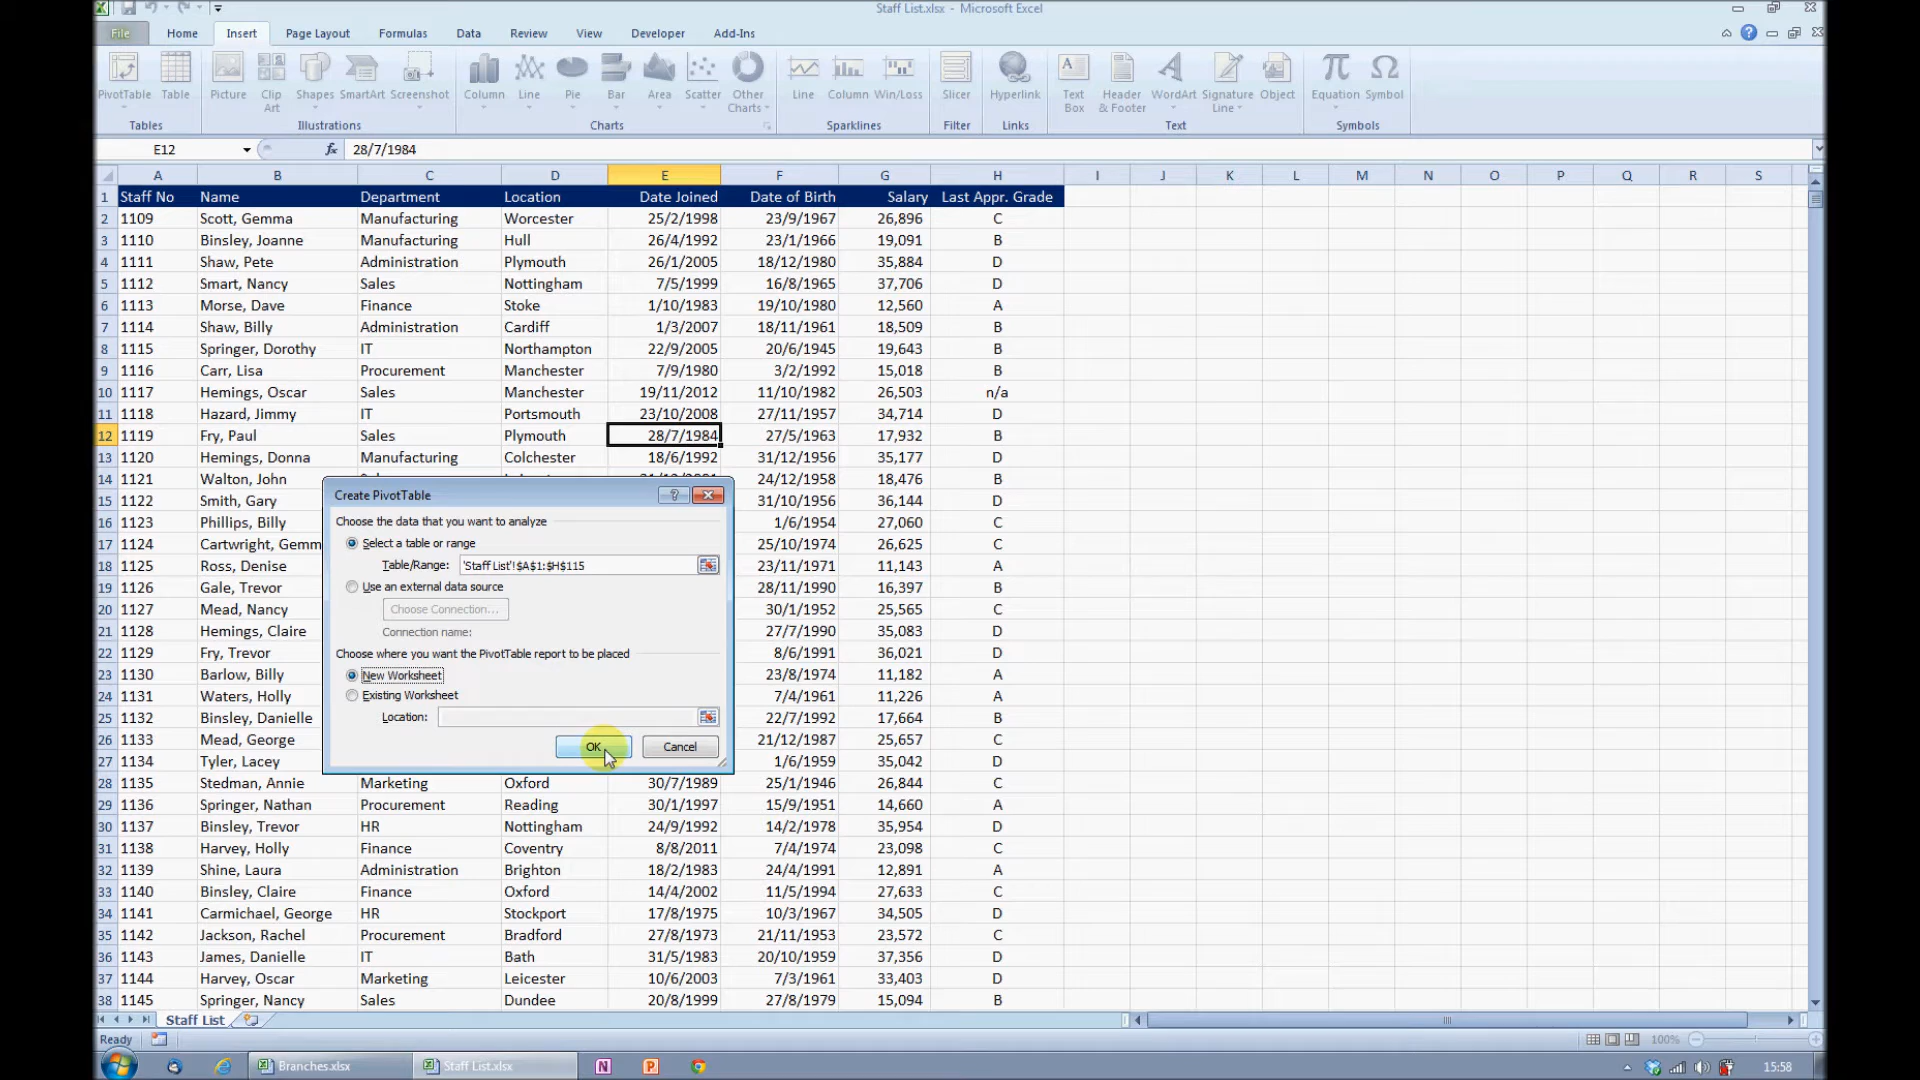 Staff List.xlsx - Microsoft Excel
File Home Insert Page Layout Formulas Data Review View Developer Add-Ins
PivotTable Table Picture Clip Art Shapes SmartArt Screenshot Column Line Pie Bar Area Scatter Other Charts Line Column Win/Loss Slicer Hyperlink Text Box Header & Footer WordArt Signature Line Object Equation Symbol
Tables Illustrations Charts Sparklines Filter Links Text Symbols
E12 fx 28/7/1984
A B C D E F G H I J K L M N O P Q R S
1 Staff No Name Department Location Date Joined Date of Birth Salary Last Appr. Grade
2 1109 Scott, Gemma Manufacturing Worcester 25/2/1998 23/9/1967 26,896 C
3 1110 Binsley, Joanne Manufacturing Hull 26/4/1992 23/1/1966 19,091 B
4 1111 Shaw, Pete Administration Plymouth 26/1/2005 18/12/1980 35,884 D
5 1112 Smart, Nancy Sales Nottingham 7/5/1999 16/8/1965 37,706 D
6 1113 Morse, Dave Finance Stoke 1/10/1983 19/10/1980 12,560 A
7 1114 Shaw, Billy Administration Cardiff 1/3/2007 18/11/1961 18,509 B
8 1115 Springer, Dorothy IT Northampton 22/9/2005 20/6/1945 19,643 B
9 1116 Carr, Lisa Procurement Manchester 7/9/1980 3/2/1992 15,018 B
10 1117 Hemings, Oscar Sales Manchester 19/11/2012 11/10/1982 26,503 n/a
11 1118 Hazard, Jimmy IT Portsmouth 23/10/2008 27/11/1957 34,714 D
12 1119 Fry, Paul Sales Plymouth 28/7/1984 27/5/1963 17,932 B
13 1120 Hemings, Donna Manufacturing Colchester 18/6/1992 31/12/1956 35,177 D
14 1121 Walton, John 24/12/1958 18,476 B
15 1122 Smith, Gary 31/10/1956 36,144 D
16 1123 Phillips, Billy 1/6/1954 27,060 C
17 1124 Cartwright, Gemm 25/10/1974 26,625 C
18 1125 Ross, Denise 23/4/1971 11,143 A
19 1126 Gale, Trevor 28/11/1990 16,397 B
20 1127 Mead, Nancy 30/1/1952 25,565 C
21 1128 Hemings, Claire 27/7/1990 35,083 D
22 1129 Fry, Trevor 8/6/1991 36,021 D
23 1130 Barlow, Billy 23/8/1974 11,182 A
24 1131 Waters, Holly 7/4/1961 11,226 A
25 1132 Binsley, Danielle 22/7/1992 17,664 B
26 1133 Mead, George 21/12/1987 25,657 C
27 1134 Tyler, Lacey 1/6/1959 35,042 D
28 1135 Stedman, Annie Marketing Oxford 30/7/1989 25/1/1946 26,844 C
29 1136 Springer, Nathan Procurement Reading 30/1/1997 15/9/1951 14,660 A
30 1137 Binsley, Trevor HR Nottingham 24/9/1992 14/2/1978 35,954 D
31 1138 Harvey, Holly Finance Coventry 8/8/2011 7/4/1974 23,098 C
32 1139 Shine, Laura Administration Brighton 18/2/1983 24/4/1991 12,891 A
33 1140 Binsley, Claire Finance Oxford 14/4/2002 11/5/1994 27,633 C
34 1141 Carmichael, George HR Stockport 17/8/1975 10/3/1967 34,505 D
35 1142 Jackson, Rachel Procurement Bradford 27/8/1973 21/11/1953 23,572 C
36 1143 James, Danielle IT Bath 31/5/1983 20/10/1959 37,356 D
37 1144 Harvey, Oscar Marketing Leicester 10/6/2003 7/3/1961 33,403 D
38 1145 Springer, Nancy Sales Dundee 20/8/1999 27/8/1979 15,094 B
Create PivotTable
Choose the data that you want to analyze
Select a table or range
Table/Range: 'Staff List'!$A$1:$H$115
Use an external data source
Choose Connection...
Connection name:
Choose where you want the PivotTable report to be placed
New Worksheet
Existing Worksheet
Location:
OK Cancel
Staff List
Ready 100%
Branches.xlsx Staff List.xlsx 15:58